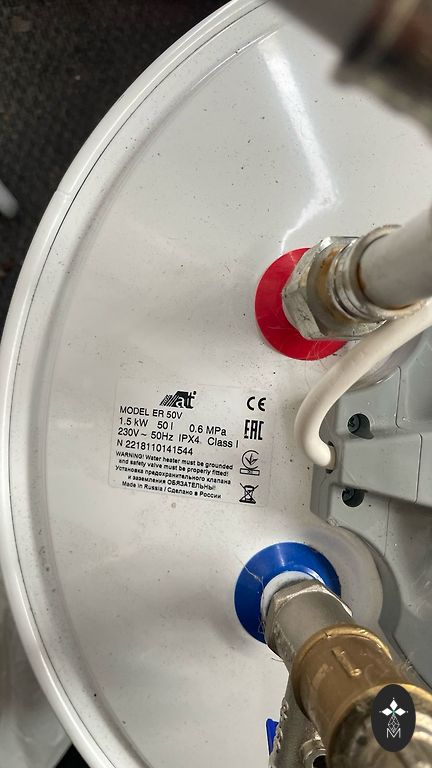 ati
MODEL ER 50V
1.5 kW 50 l 0.6 MPa
230V ~ 50Hz IPX4 Class I
N 2218110141544
WARNING! Water heater must be grounded
and safety valve must be properly fitted!
Установка предохранительного клапана
и заземления ОБЯЗАТЕЛЬНЫ!
Made in Russia / Сделано в России
CE
EAC
M